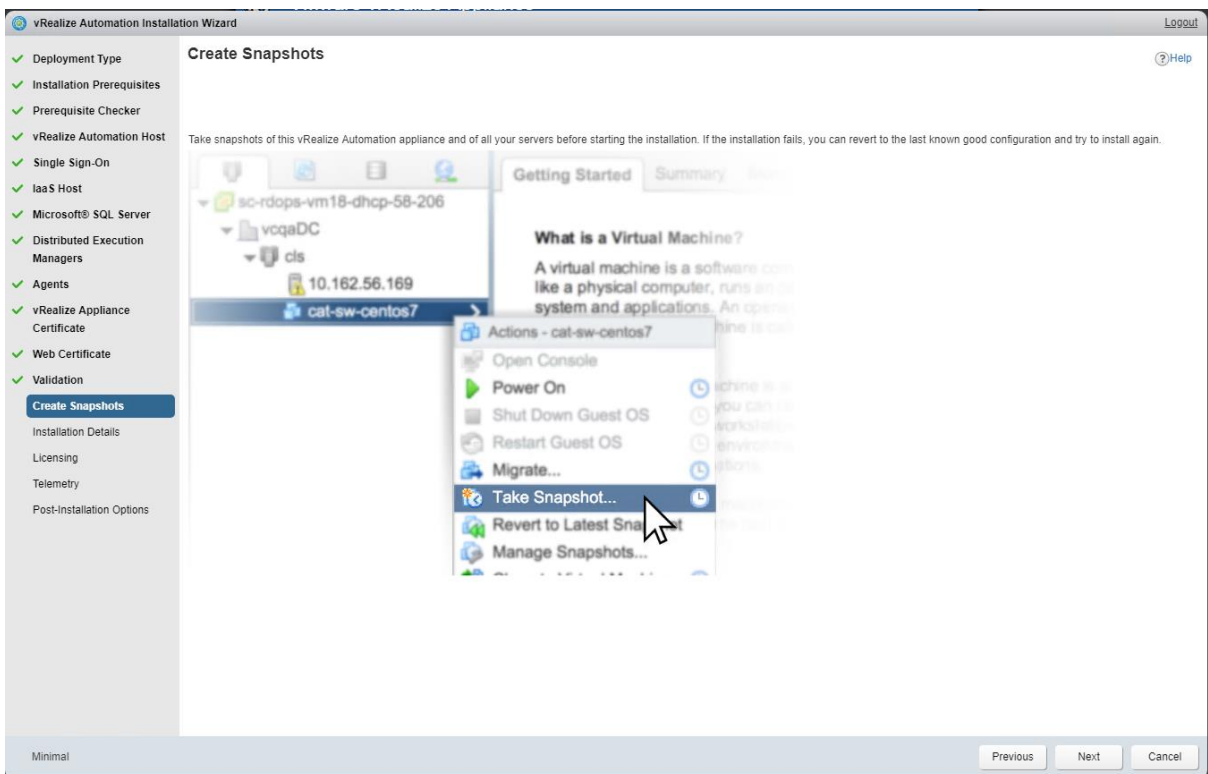 vRealize Automation Installation Wizard
Logout
Deployment Type
Installation Prerequisites
Prerequisite Checker
vRealize Automation Host
Single Sign-On
IaaS Host
Microsoft® SQL Server
Distributed Execution
Managers
Agents
vRealize Appliance
Certificate
Web Certificate
Validation
Create Snapshots
Installation Details
Licensing
Telemetry
Post-Installation Options
Create Snapshots
Help
Take snapshots of this vRealize Automation appliance and of all your servers before starting the installation. If the installation fails, you can revert to the last known good configuration and try to install again.
Getting Started Summary
sc-rdops-vm18-dhcp-58-206
vcqaDC
cls
10.162.56.169
cat-sw-centos7
What is a Virtual Machine?
A virtual machine is a software
like a physical computer, runs an
system and applications. An
Actions - cat-sw-centos7
Open Console
Power On
Shut Down Guest OS
Restart Guest OS
Migrate...
Take Snapshot...
Revert to Latest Snapshot
Manage Snapshots...
Minimal
Previous
Next
Cancel